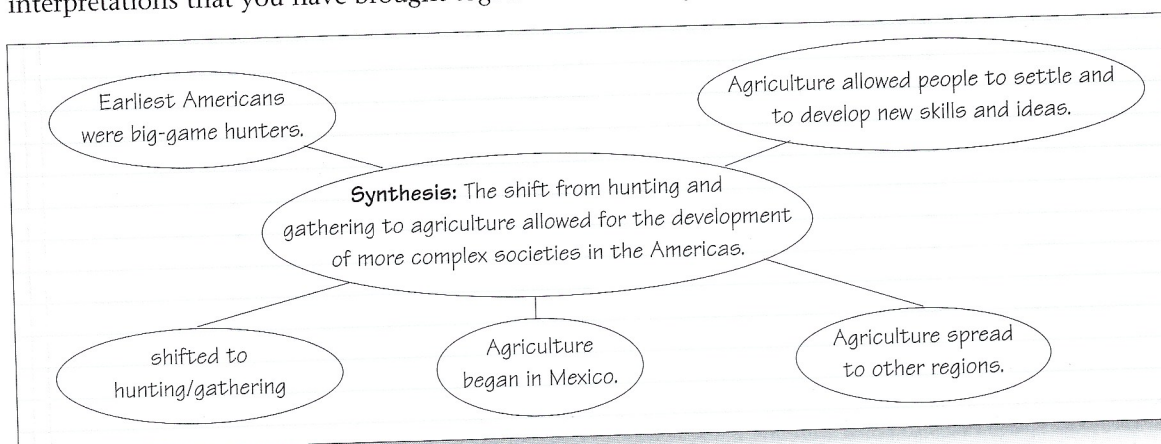 interpretations that you have brought
Earliest Americans
were big-game hunters.
Agriculture allowed people to settle and
to develop new skills and ideas.
Synthesis: The shift from hunting and
gathering to agriculture allowed for the development
of more complex societies in the Americas.
shifted to
hunting/gathering
Agriculture
began in Mexico.
Agriculture spread
to other regions.